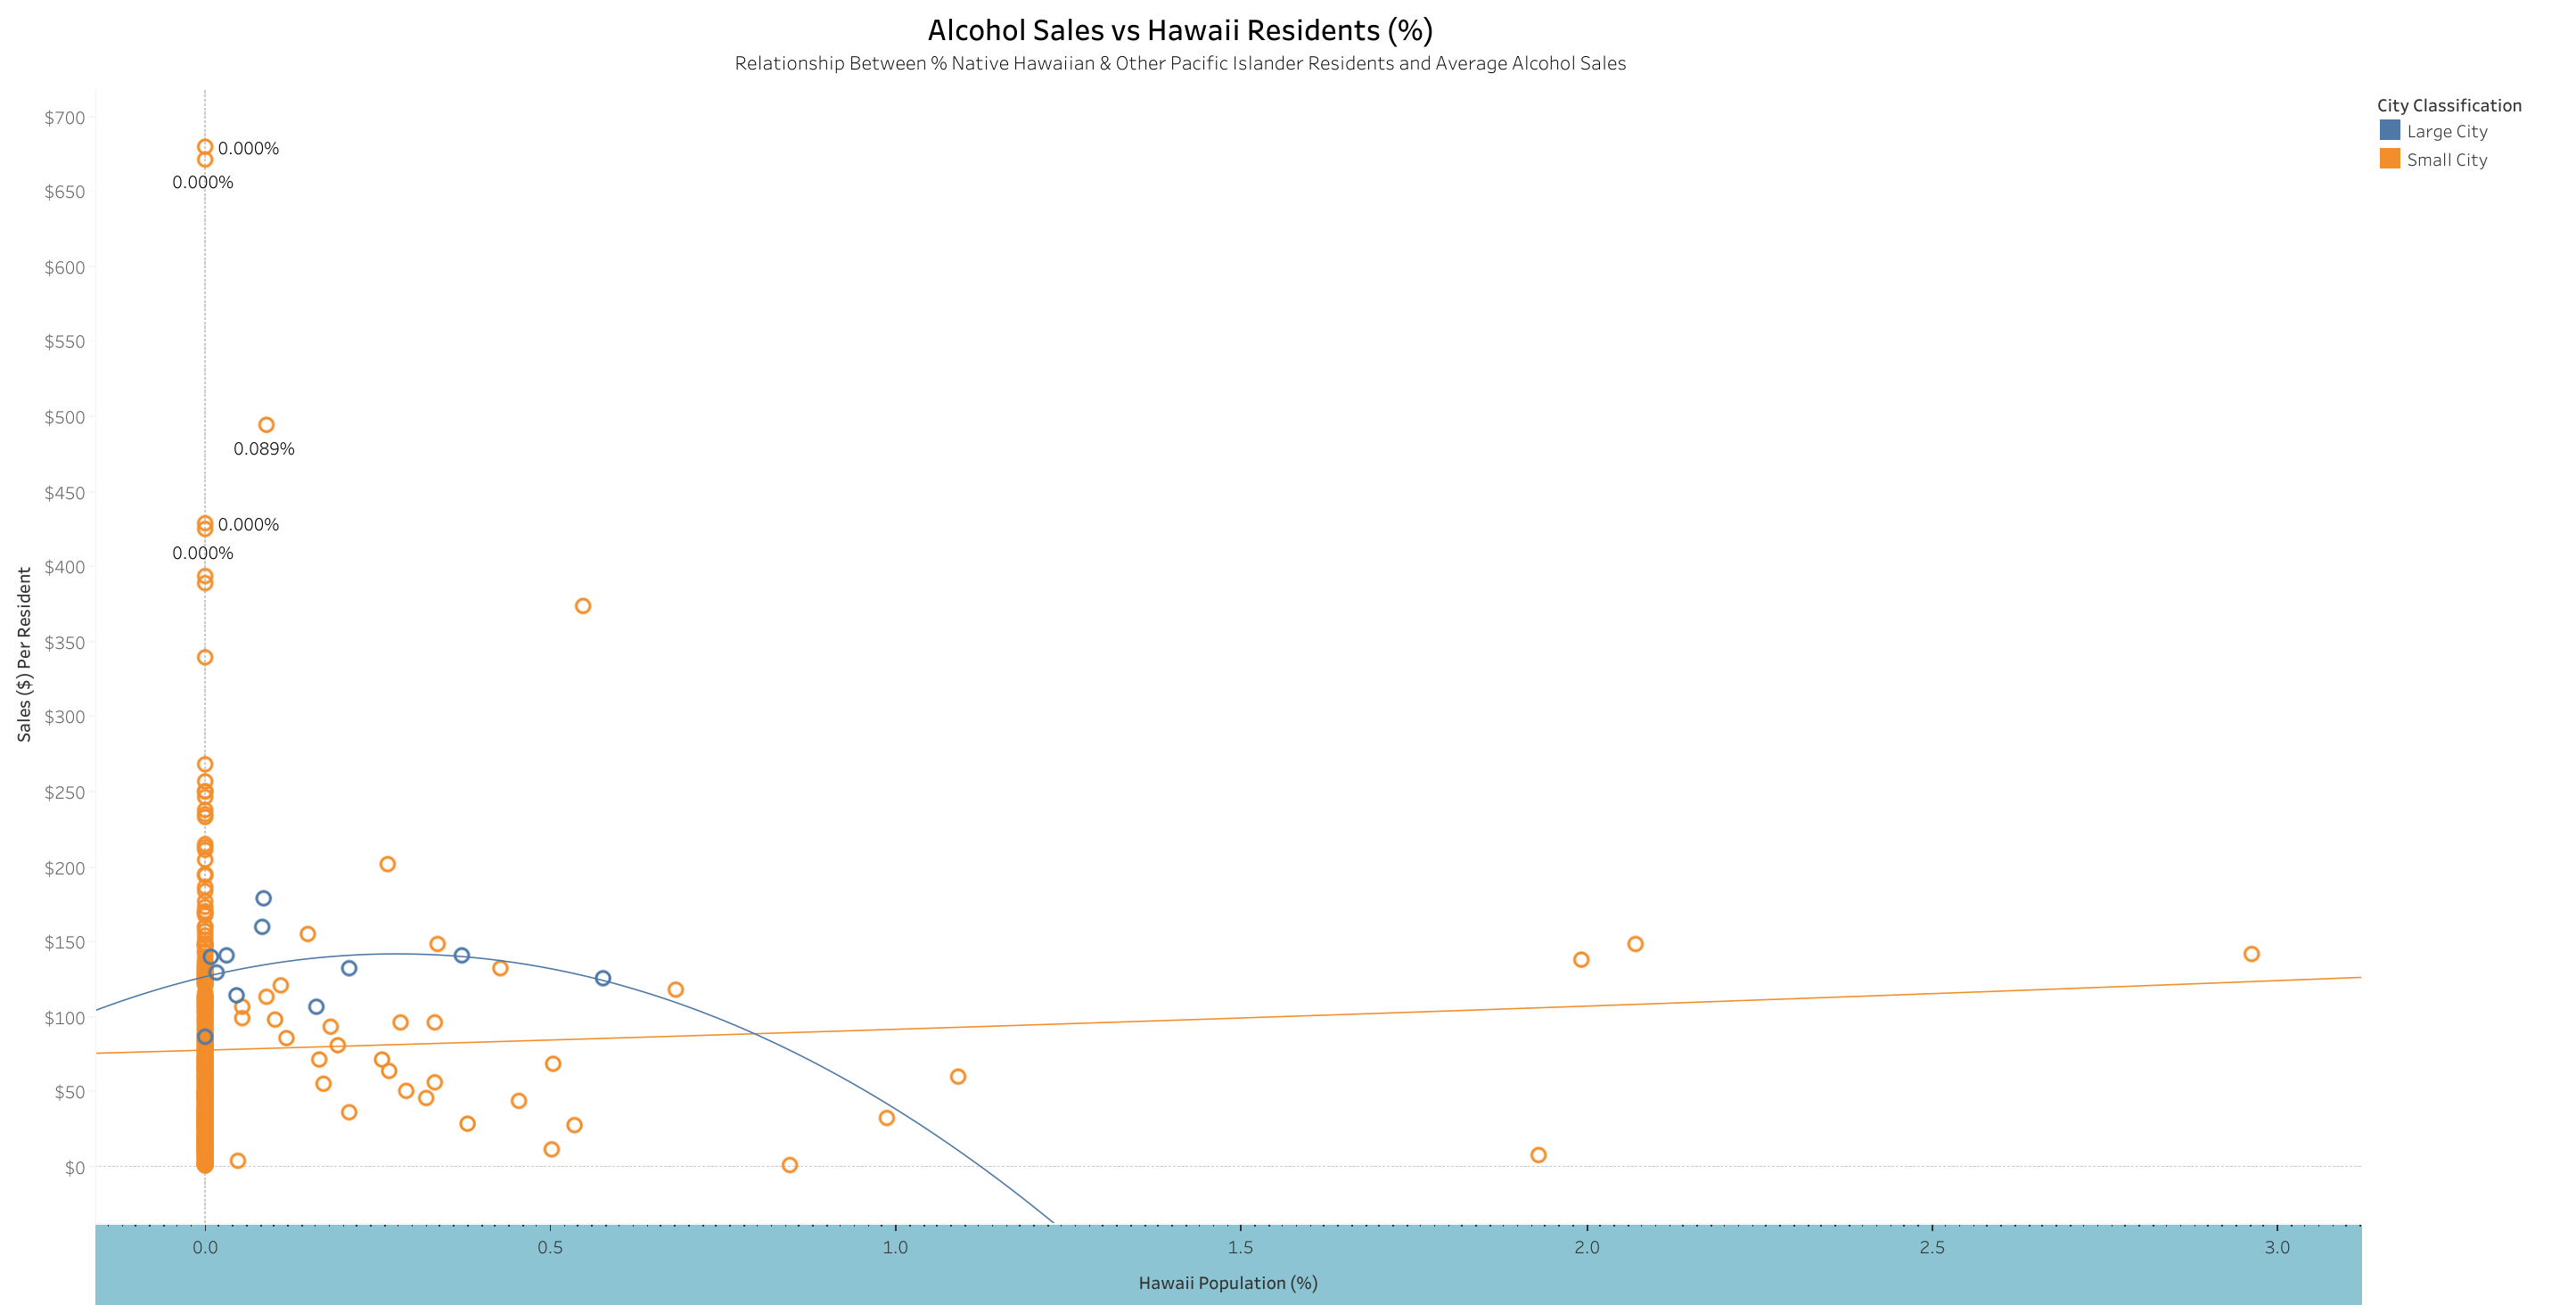 Alcohol Sales vs Hawaii Residents (%)
Relationship Between % Native Hawaiian & Other Pacific Islander Residents and Average Alcohol Sales
City Classification
Large City
Small City
Sales ($) Per Resident
$700
$650
$600
$550
$500
$450
$400
$350
$300
$250
$200
$150
$100
$50
$0
0.000%
0.000%
0.089%
0.000%
0.000%
0.0 0.5 1.0 1.5 2.0 2.5 3.0
Hawaii Population (%)